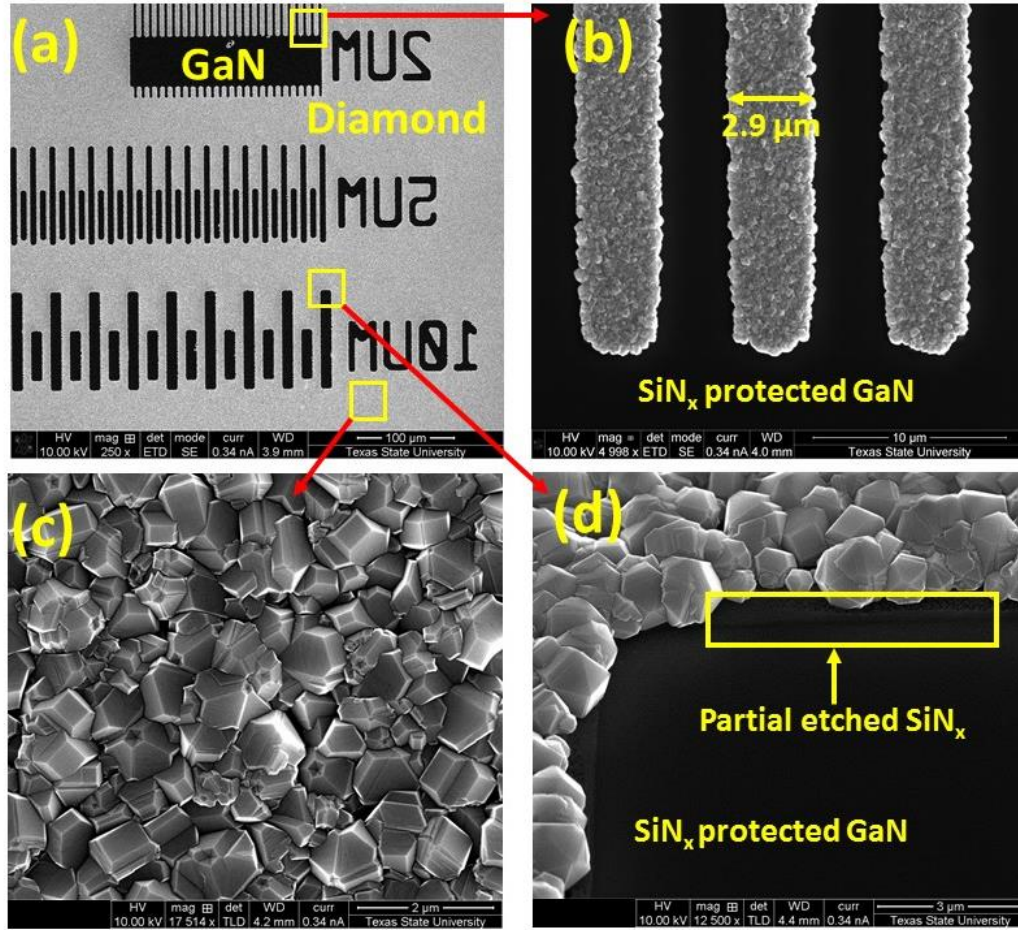 (a)
GaN
2UM
Diamond
5UM
10UM
HV mag det mode curr WD 100 µm
10.00 kV 250 x ETD SE 0.34 nA 3.9 mm Texas State University
(b)
2.9 µm
SiNx protected GaN
HV mag det mode curr WD 10 µm
10.00 kV 4 998 x ETD SE 0.34 nA 4.0 mm Texas State University
(c)
HV mag det WD curr 2 µm
10.00 kV 17 514 x TLD 4.2 mm 0.34 nA Texas State University
(d)
Partial etched SiNx
SiNx protected GaN
HV mag det WD curr 3 µm
10.00 kV 12 500 x TLD 4.4 mm 0.34 nA Texas State University